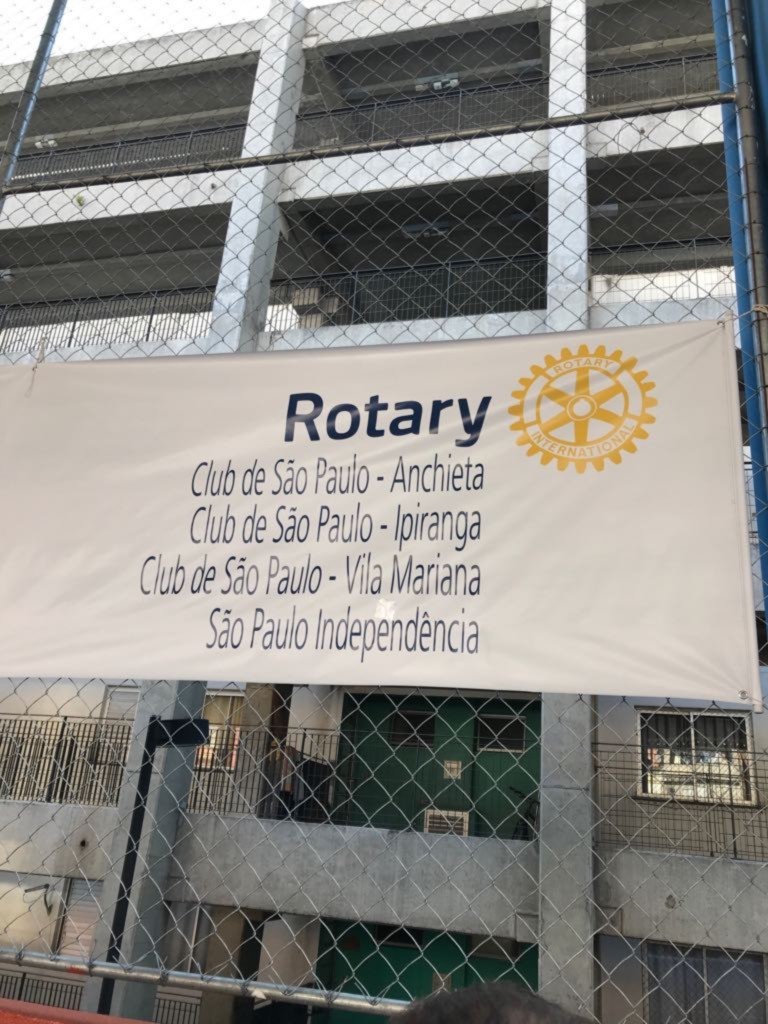 Rotary
ROTARY
INTERNATIONAL
Club de São Paulo - Anchieta
Club de São Paulo - Ipiranga
Club de São Paulo - Vila Mariana
São Paulo Independência